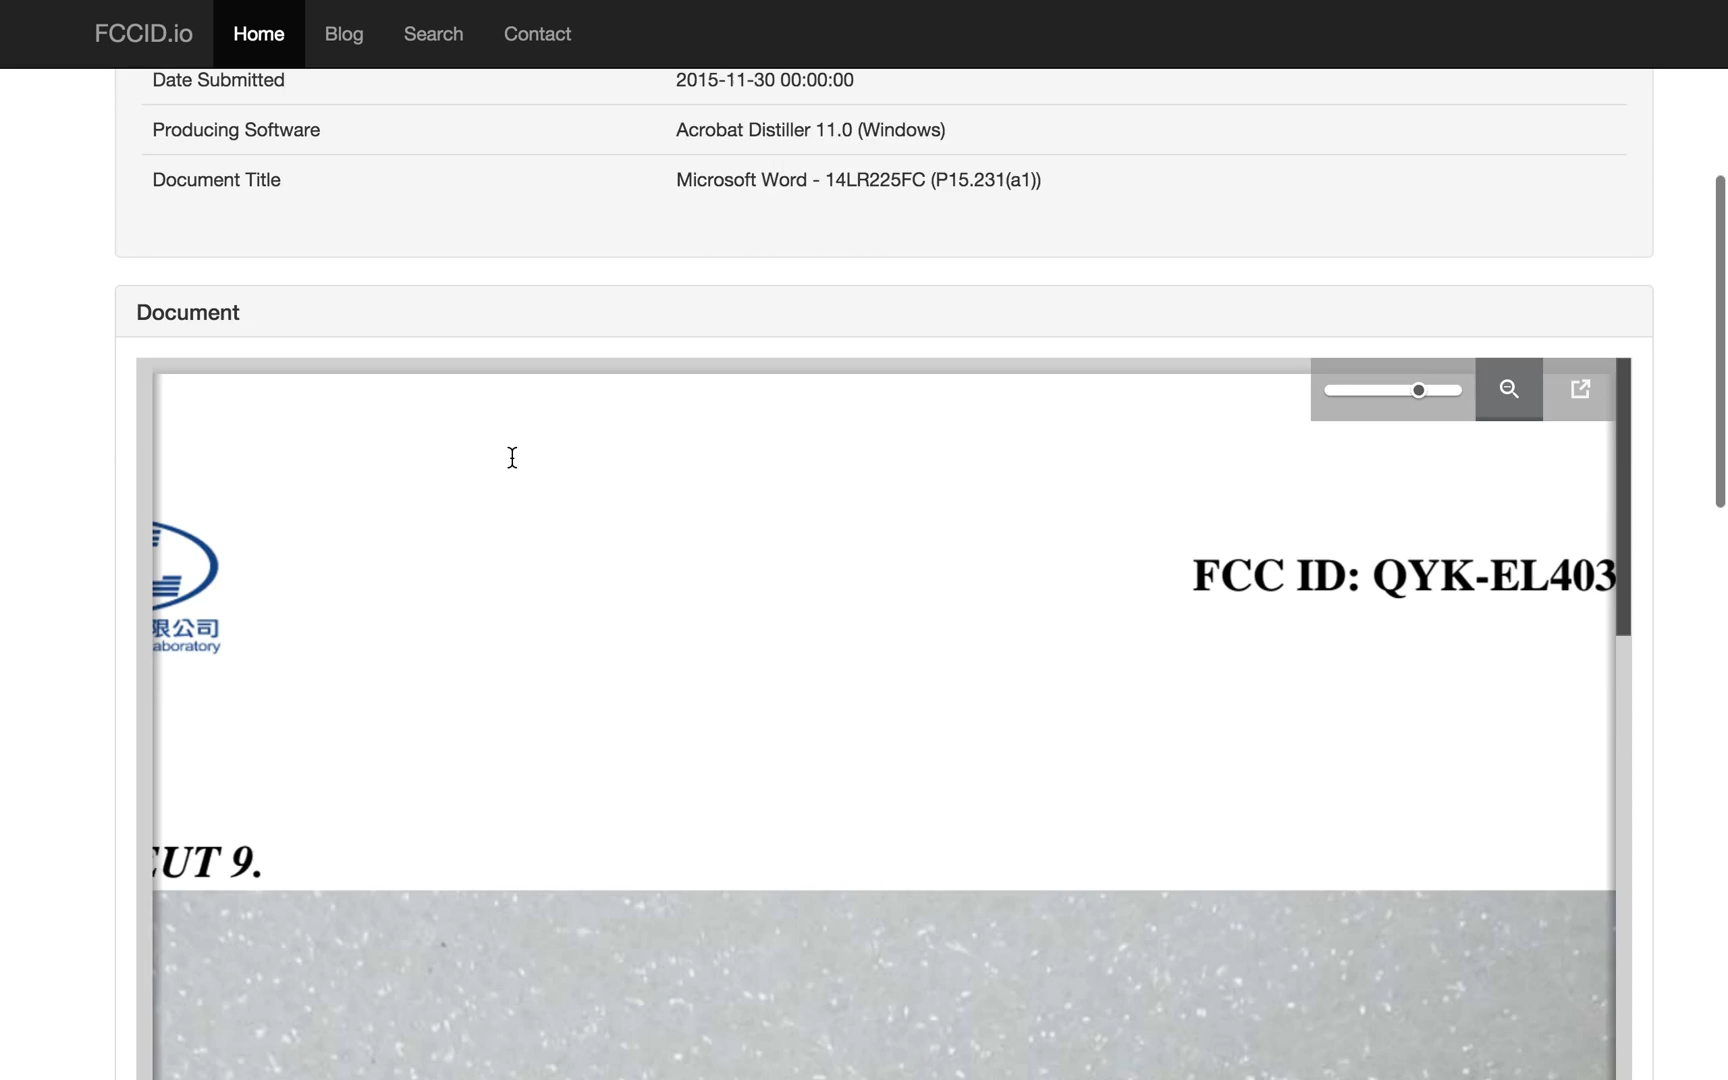 FCCID.io Home Blog Search Contact
Date Submitted 2015-11-30 00:00:00
Producing Software Acrobat Distiller 11.0 (Windows)
Document Title Microsoft Word - 14LR225FC (P15.231(a1))
Document
FCC ID: QYK-EL403
限公司
aboratory
EUT 9.